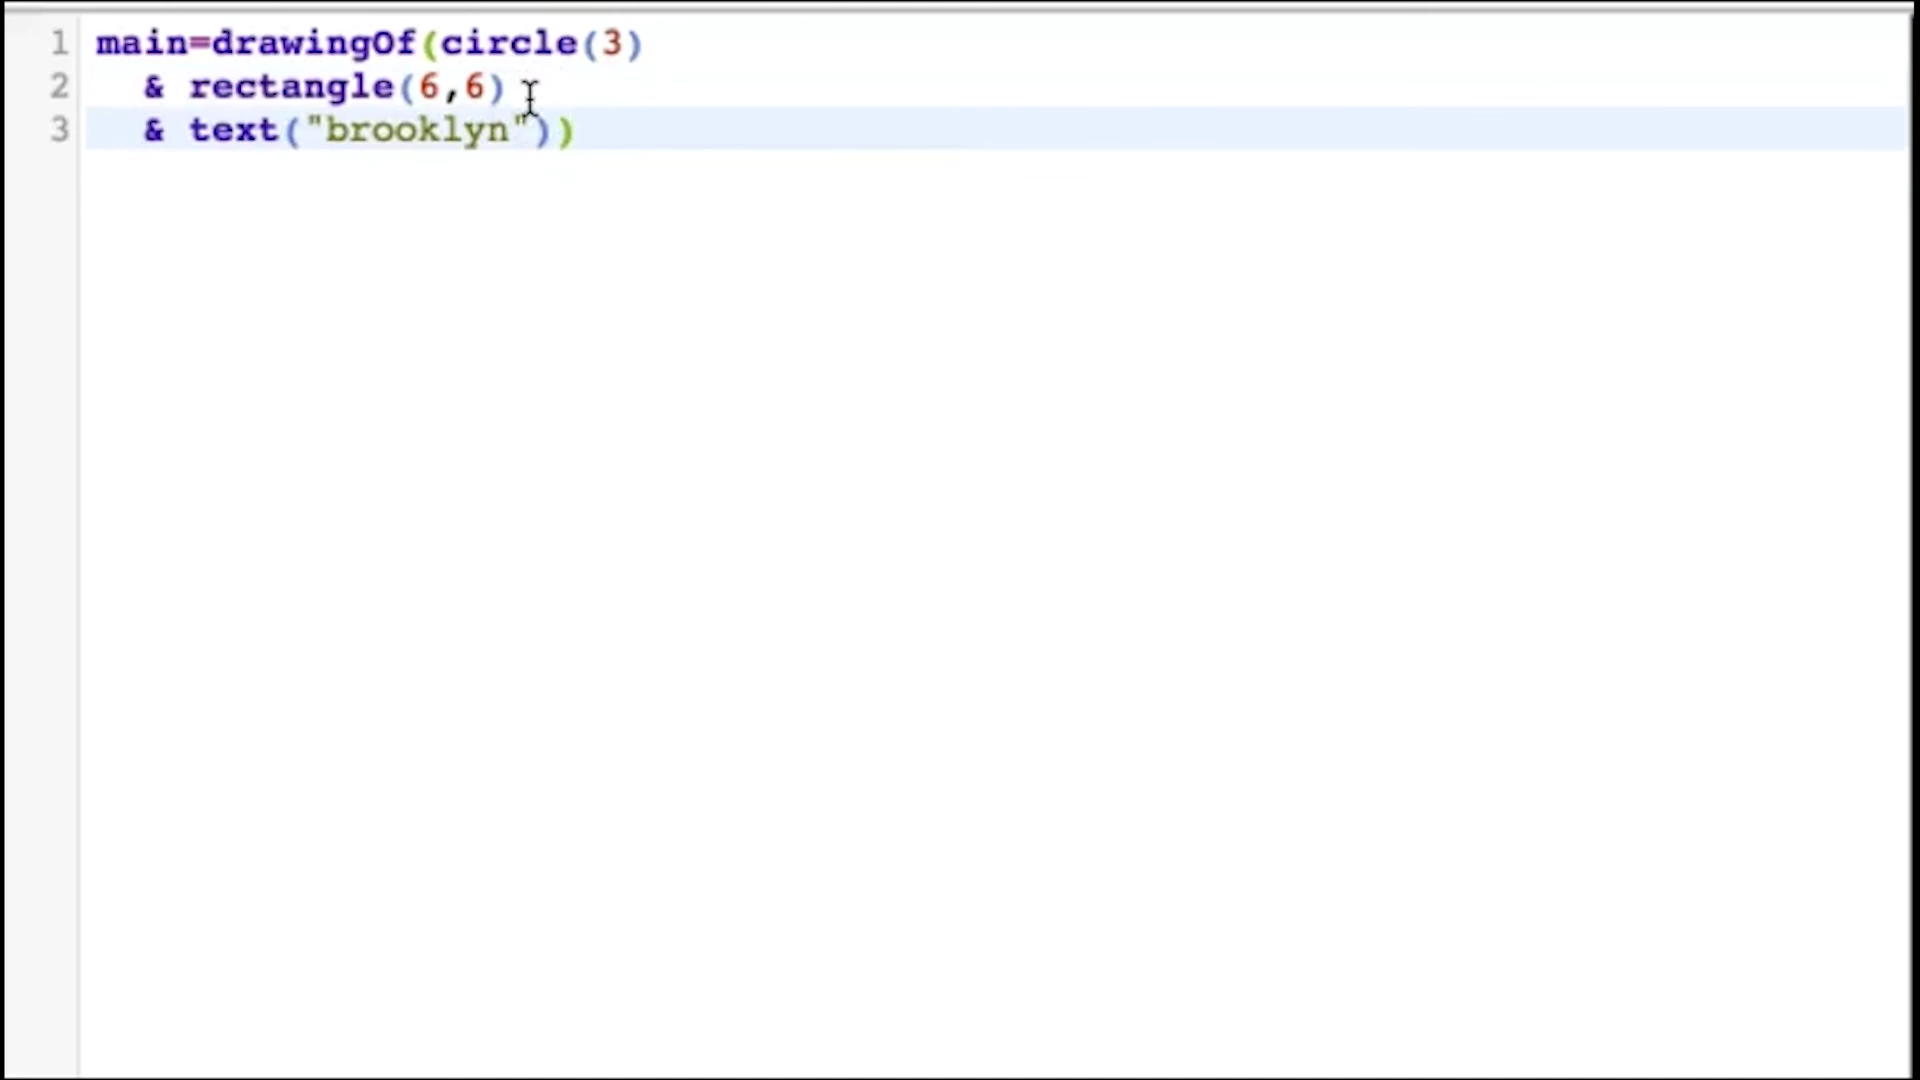 1 main=drawingOf(circle(3)
2   & rectangle(6,6)
3   & text("brooklyn"))